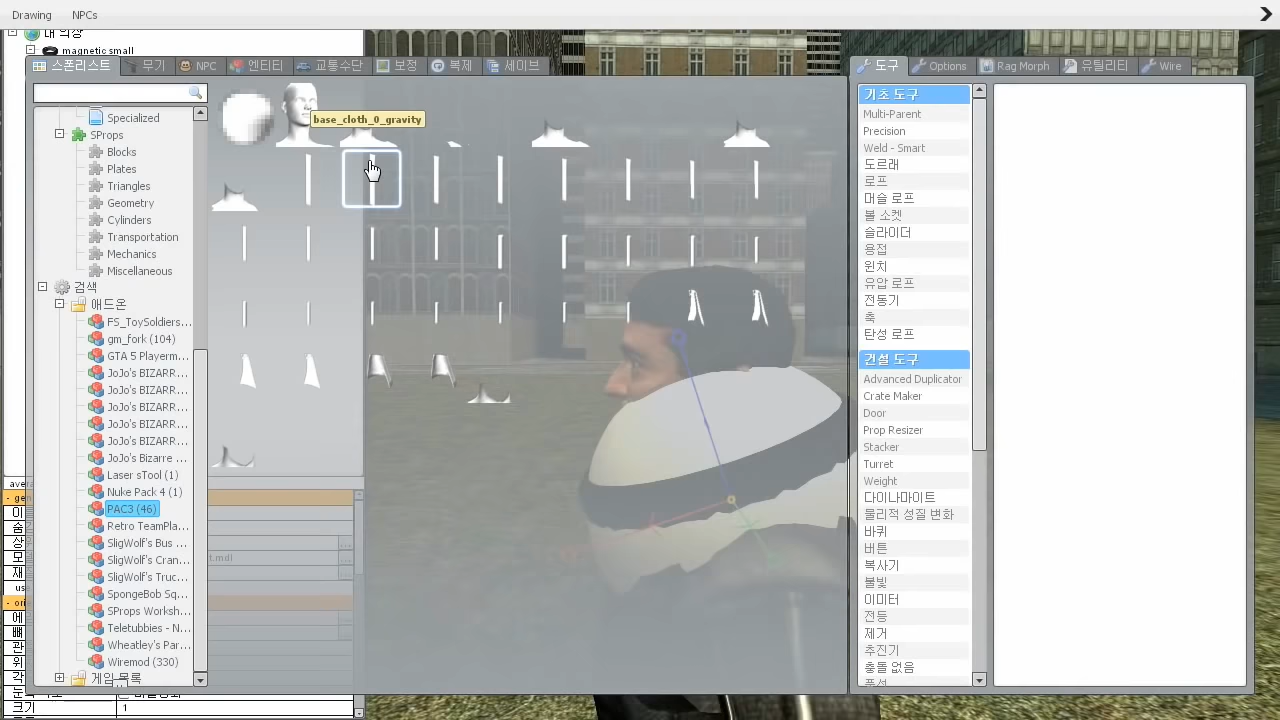 Drawing NPCs
내 의상
스폰리스트 무기 NPC 엔티티 교통수단 보정 복제 세이브
도구 Options Rag Morph 유틸리티 Wire
base_cloth_0_gravity
Specialized
SProps
Blocks
Plates
Triangles
Geometry
Cylinders
Transportation
Mechanics
Miscellaneous
검색
애드온
FS_ToySoldiers...
gm_fork (104)
GTA 5 Playerm...
JoJo's BIZARR...
JoJo's BIZARR...
JoJo's BIZARR...
JoJo's BIZARR...
JoJo's BIZARR...
JoJo's Bizarr...
Laser sTool (1)
Nuke Pack 4 (1)
PAC3 (46)
Retro TeamPla...
SligWolf's Bus...
SligWolf's Cran...
SligWolf's Truc...
SpongeBob Sq...
SProps Worksh...
Teletubbies - N...
Wheatley's Par...
Wiremod (330)
게임 목록
크기 1
t.mdl
기초 도구
Multi-Parent
Precision
Weld - Smart
도르래
로프
머슬 로프
볼 소켓
슬라이더
용접
윈치
유압 로프
전동기
축
탄성 로프
건설 도구
Advanced Duplicator
Crate Maker
Door
Prop Resizer
Stacker
Turret
Weight
다이나마이트
물리적 성질 변화
바퀴
버튼
복사기
불빛
이미터
전등
제거
추진기
충돌 없음
풍선